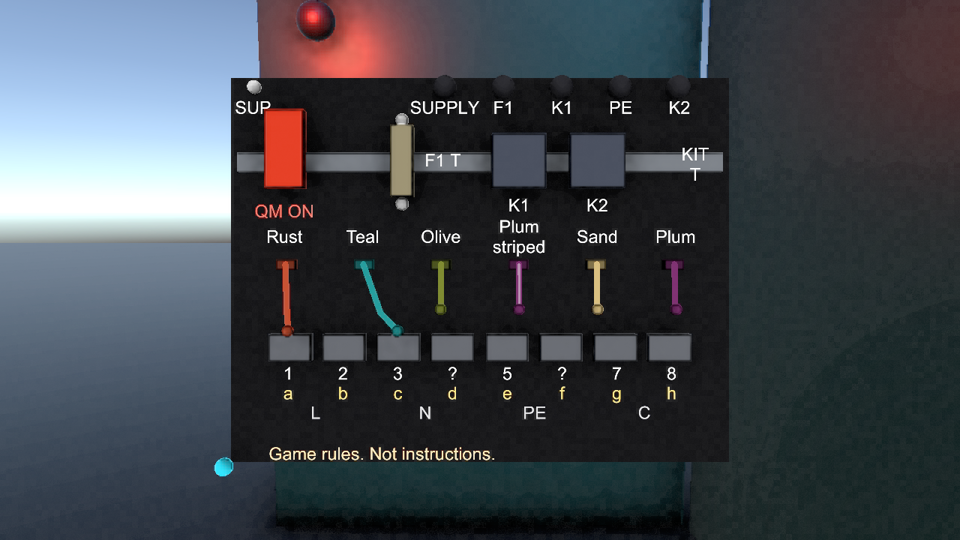 SUP
SUPPLY F1 K1 PE K2
F1 T
KIT
T
QM ON
K1
K2
Rust Teal Olive Plum
striped Sand Plum
1 2 3 ? 5 ? 7 8
a b c d e f g h
L N PE C
Game rules. Not instructions.